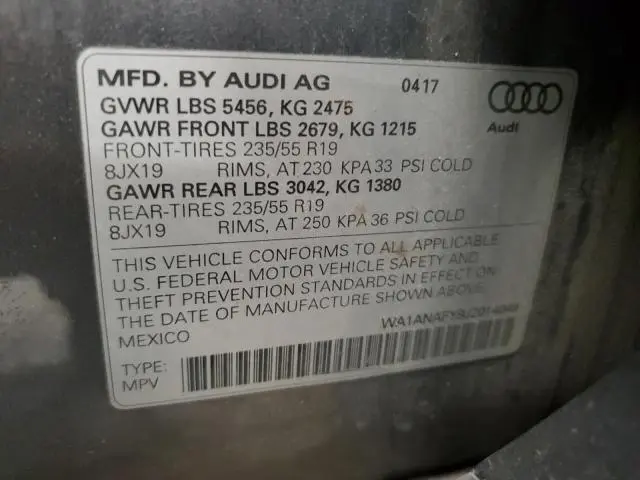 MFD. BY AUDI AG 0417
Audi
GVWR LBS 5456, KG 2475
GAWR FRONT LBS 2679, KG 1215
FRONT-TIRES 235/55 R19
8JX19 RIMS, AT 230 KPA 33 PSI COLD
GAWR REAR LBS 3042, KG 1380
REAR-TIRES 235/55 R19
8JX19 RIMS, AT 250 KPA 36 PSI COLD
THIS VEHICLE CONFORMS TO ALL APPLICABLE
U.S. FEDERAL MOTOR VEHICLE SAFETY AND
THEFT PREVENTION STANDARDS IN EFFECT ON
THE DATE OF MANUFACTURE SHOWN ABOVE.
MEXICO
TYPE:
MPV